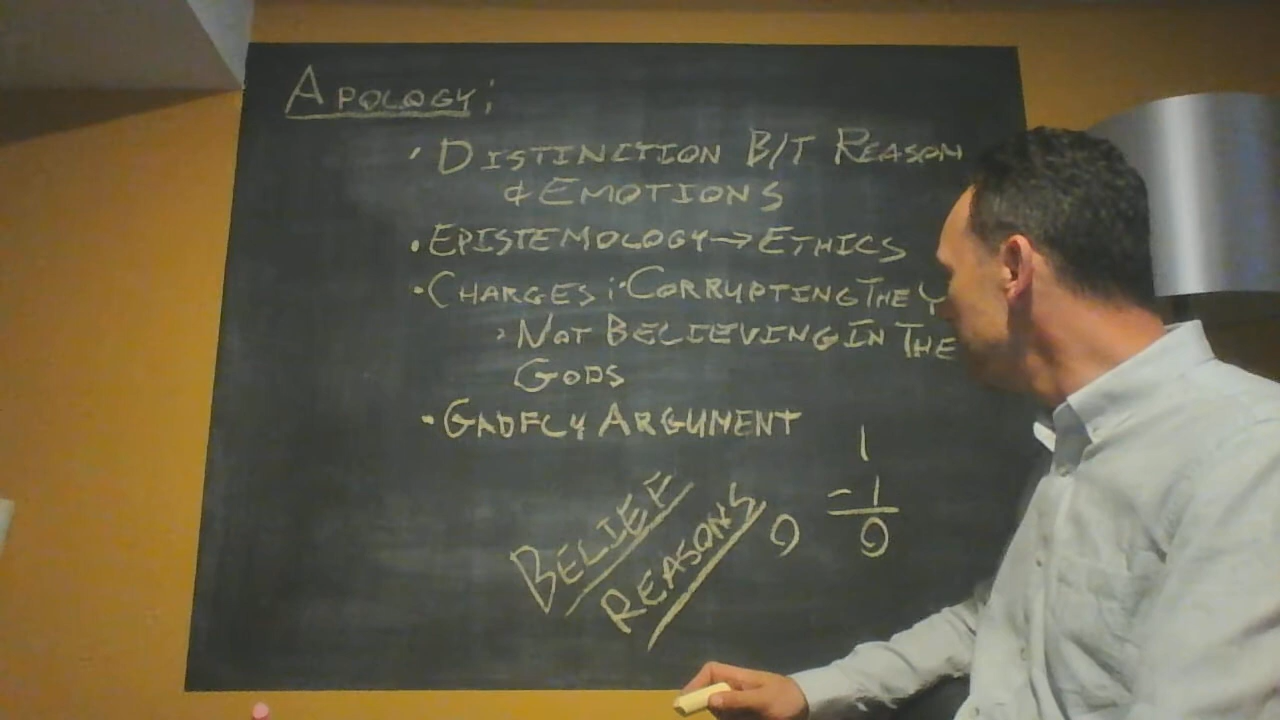 APOLOGY:
• DISTINCTION B/T REASON
& EMOTIONS
• EPISTEMOLOGY → ETHICS
• CHARGES: • CORRUPTING THE Y
• NOT BELIEVING IN THE
GODS
• GADFLY ARGUMENT
BELIEF
REASONS
1
-1
0
0